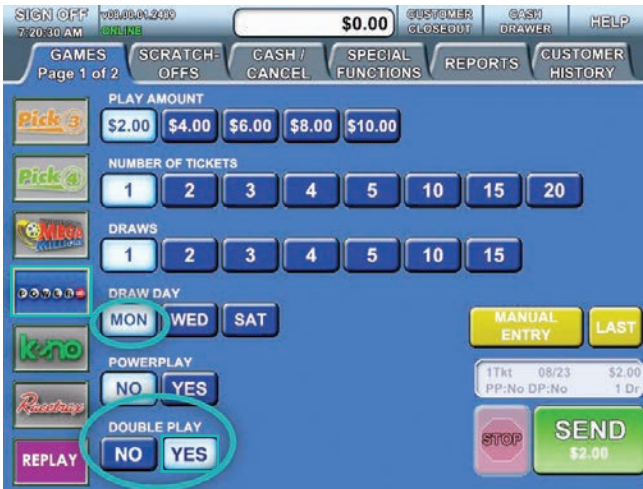 SIGN OFF
7:20:30 AM
ONLINE
$0.00
CUSTOMER CLOSEOUT
CASH DRAWER
HELP
GAMES
Page 1 of 2
SCRATCH-OFFS
CASH / CANCEL
SPECIAL FUNCTIONS
REPORTS
CUSTOMER HISTORY
PLAY AMOUNT
$2.00 $4.00 $6.00 $8.00 $10.00
Pick 3
NUMBER OF TICKETS
1 2 3 4 5 10 15 20
Pick 4
DRAWS
1 2 3 4 5 10 15
MEGA MILLIONS
POWER
DRAW DAY
MON WED SAT
MANUAL ENTRY
LAST
keno
POWERPLAY
NO YES
1Tkt 08/23 $2.00
PP:No DP:No 1 Dr
Racetrax
DOUBLE PLAY
NO YES
REPLAY
STOP
SEND
$2.00